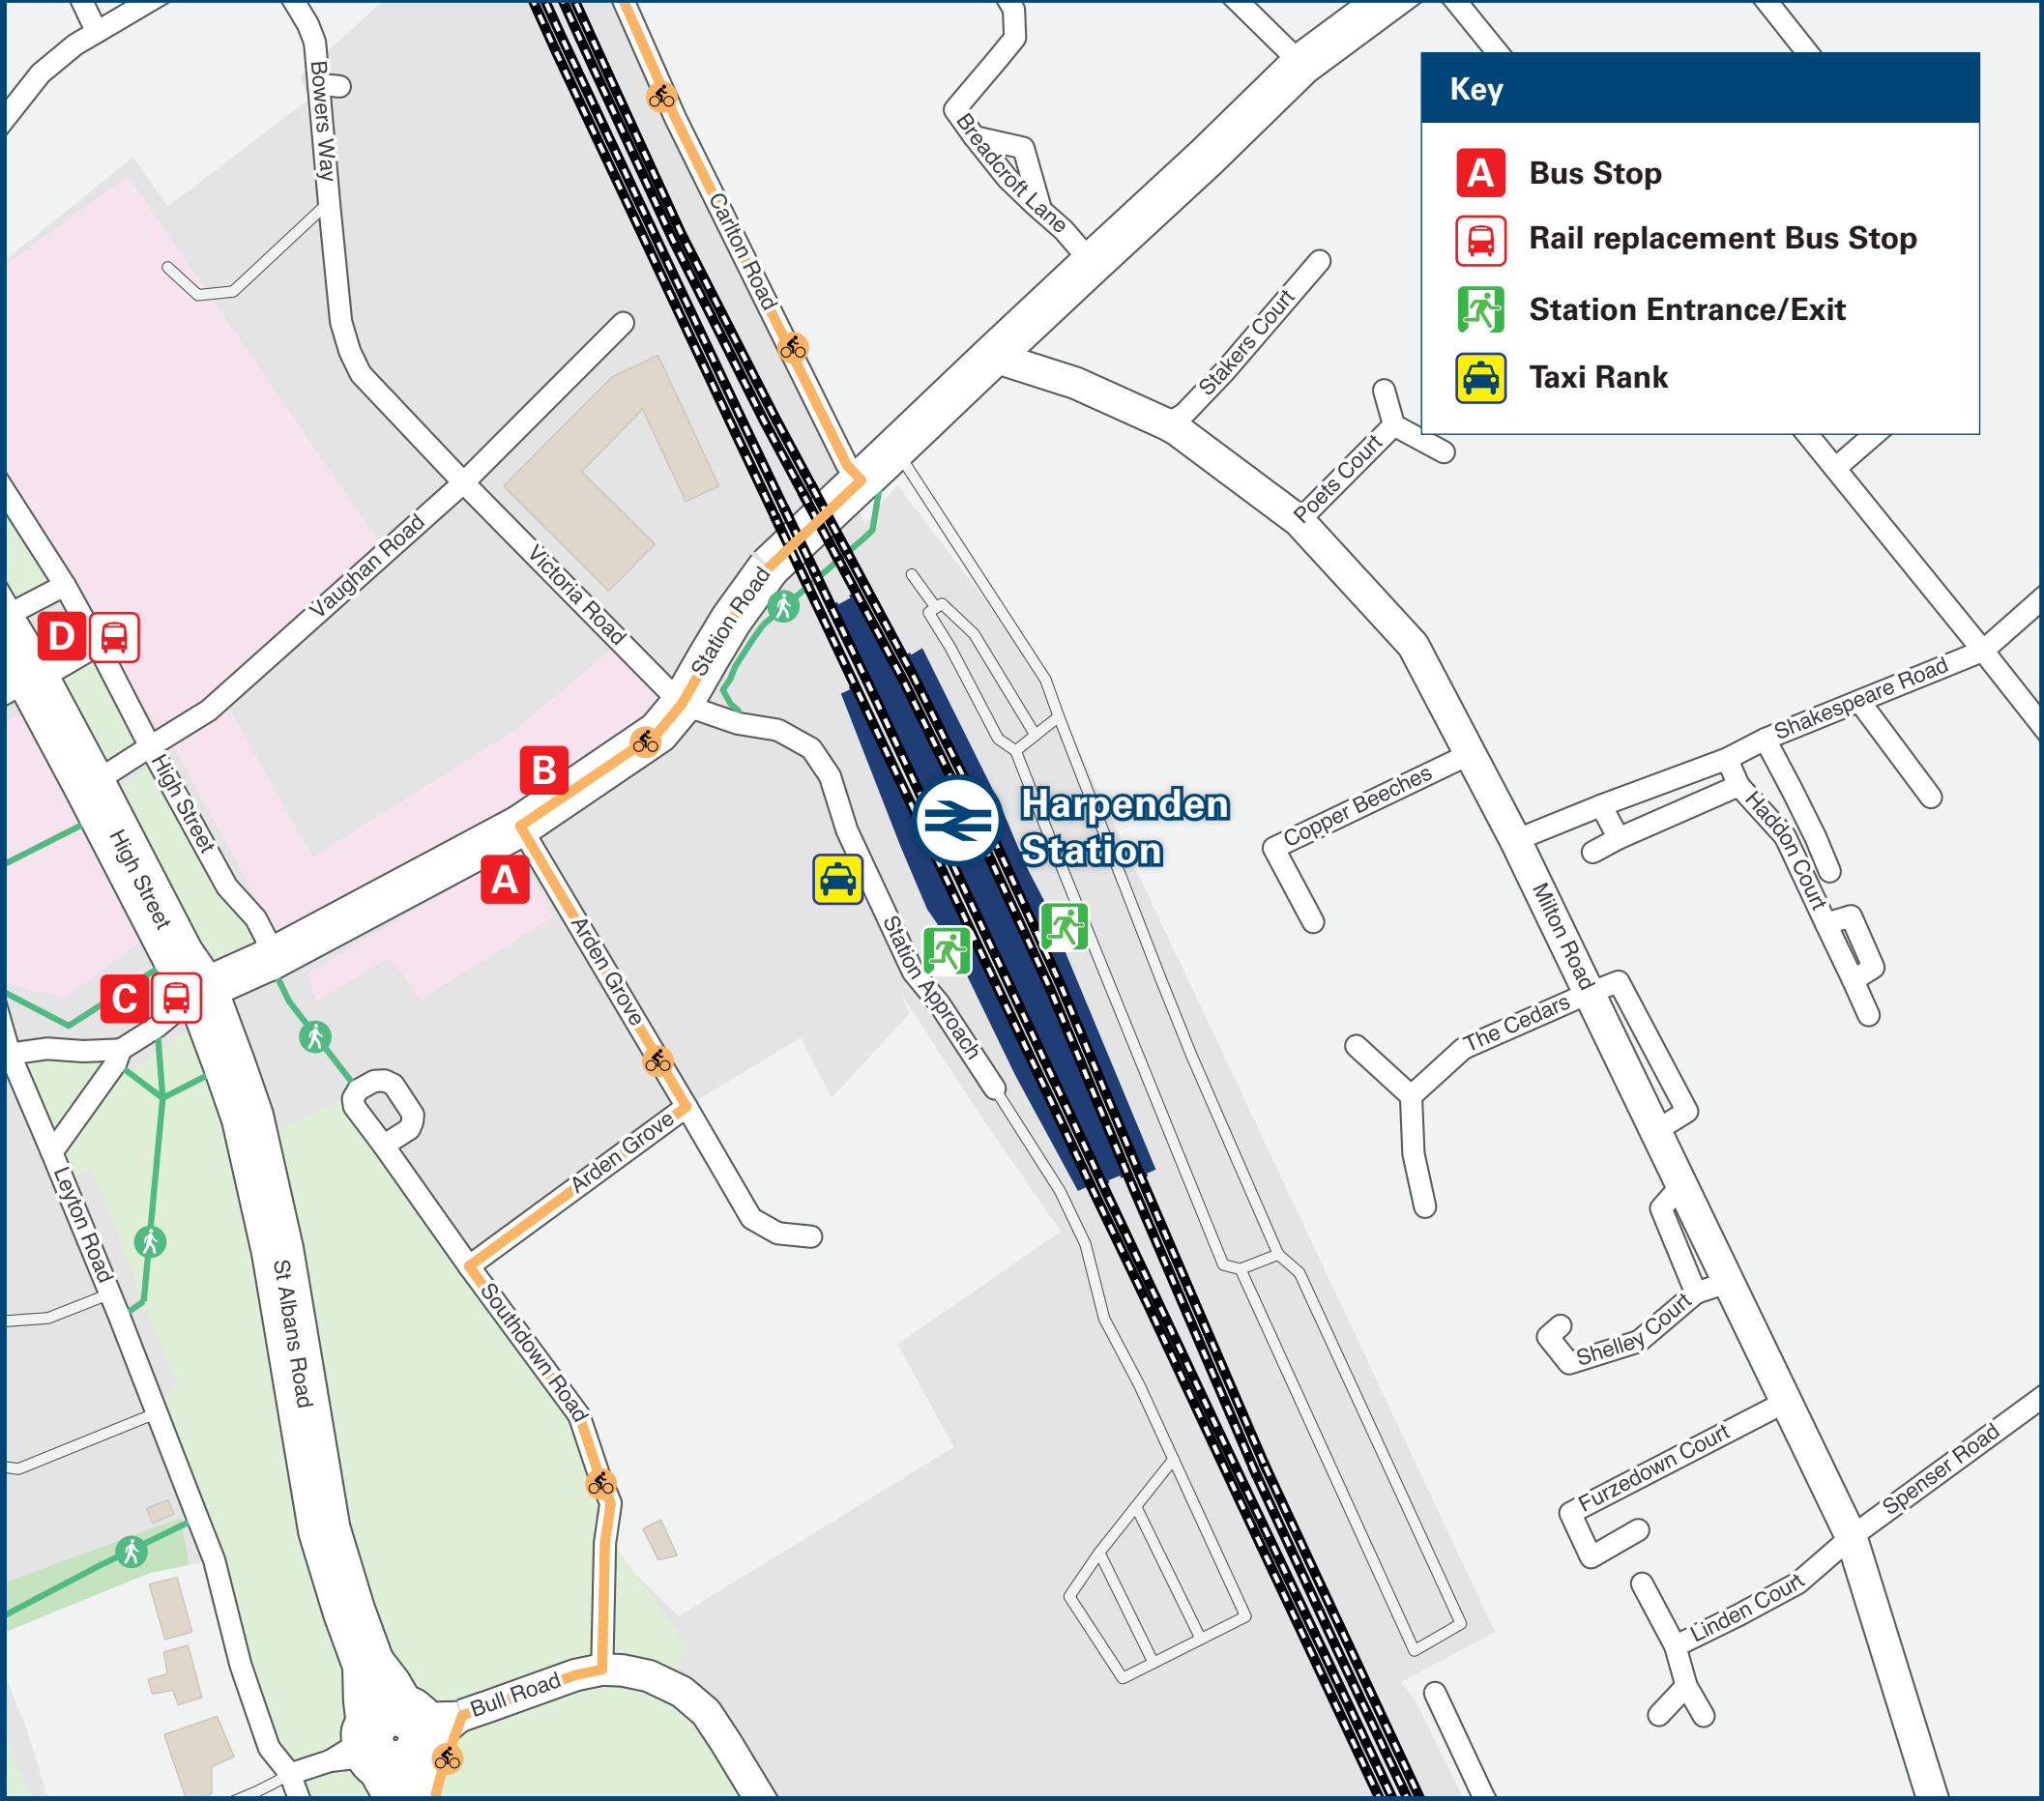 Key
A Bus Stop
Rail replacement Bus Stop
Station Entrance/Exit
Taxi Rank
Bowers Way
Breadcroft Lane
Carlton Road
Stakers Court
Poets Court
Vaughan Road
Victoria Road
Station Road
D
High Street
High Street
B
A
C
Harpenden
Station
Shakespeare Road
Copper Beeches
Haddon Court
Milton Road
Arden Grove
Station Approach
The Cedars
Arden Grove
Leyton Road
St Albans Road
Southdown Road
Shelley Court
Furzedown Court
Spenser Road
Linden Court
Bull Road